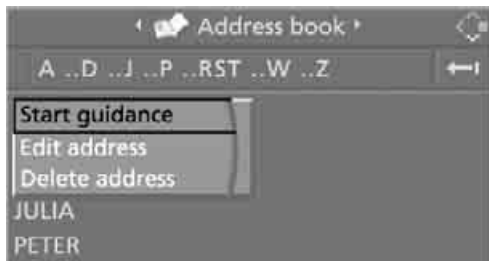 Address book
A ..D ..J ..P ..RST ..W ..Z
Start guidance
Edit address
Delete address
JULIA
PETER